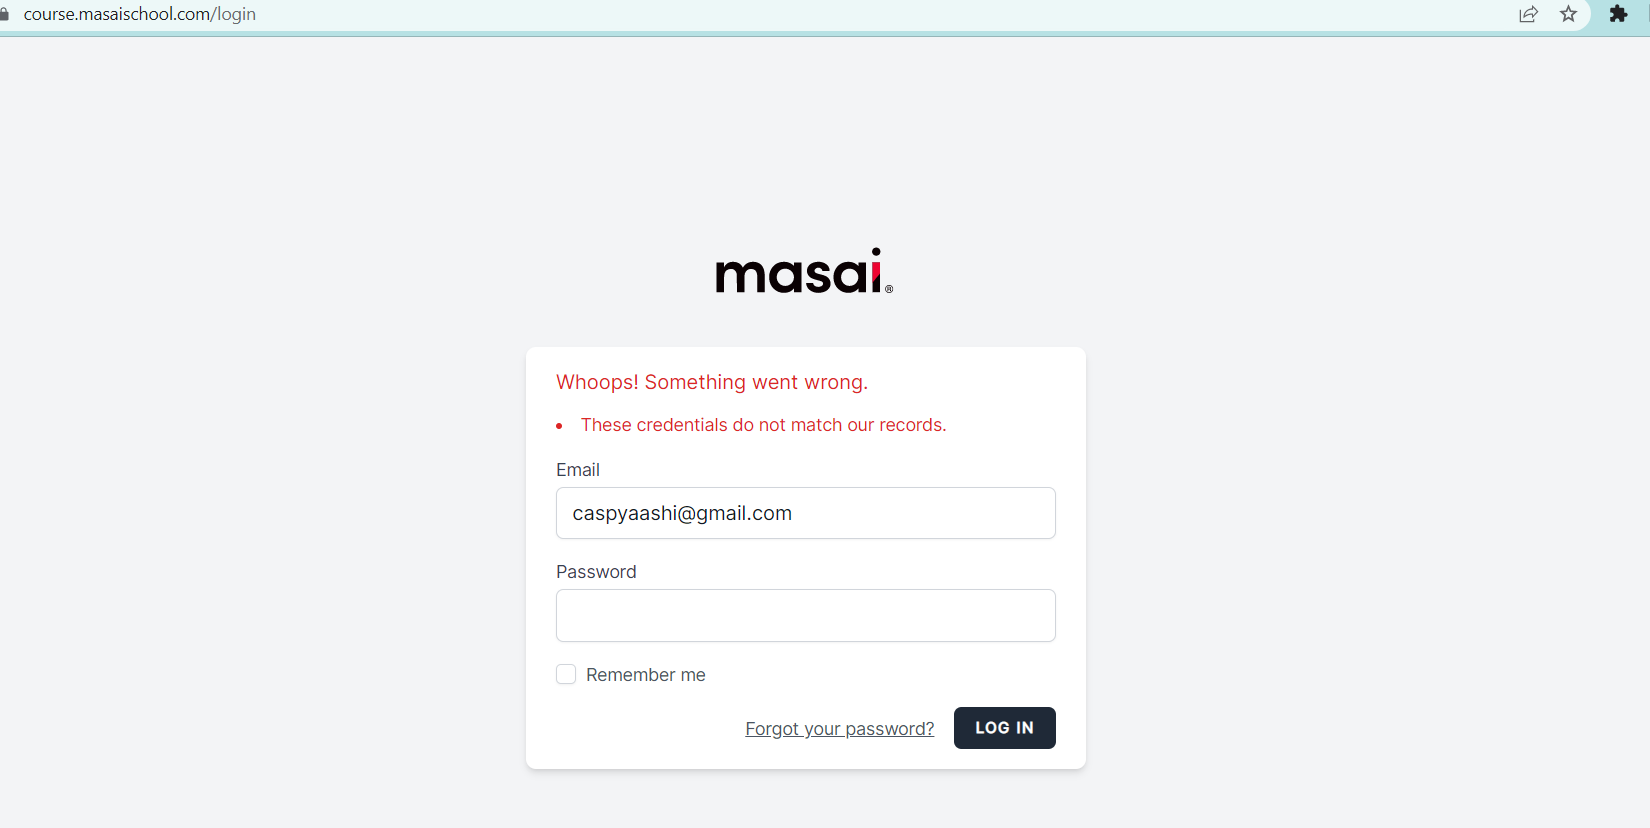 course.masaischool.com/login
masai®
Whoops! Something went wrong.
• These credentials do not match our records.
Email
caspyaashi@gmail.com
Password
Remember me
Forgot your password? LOG IN